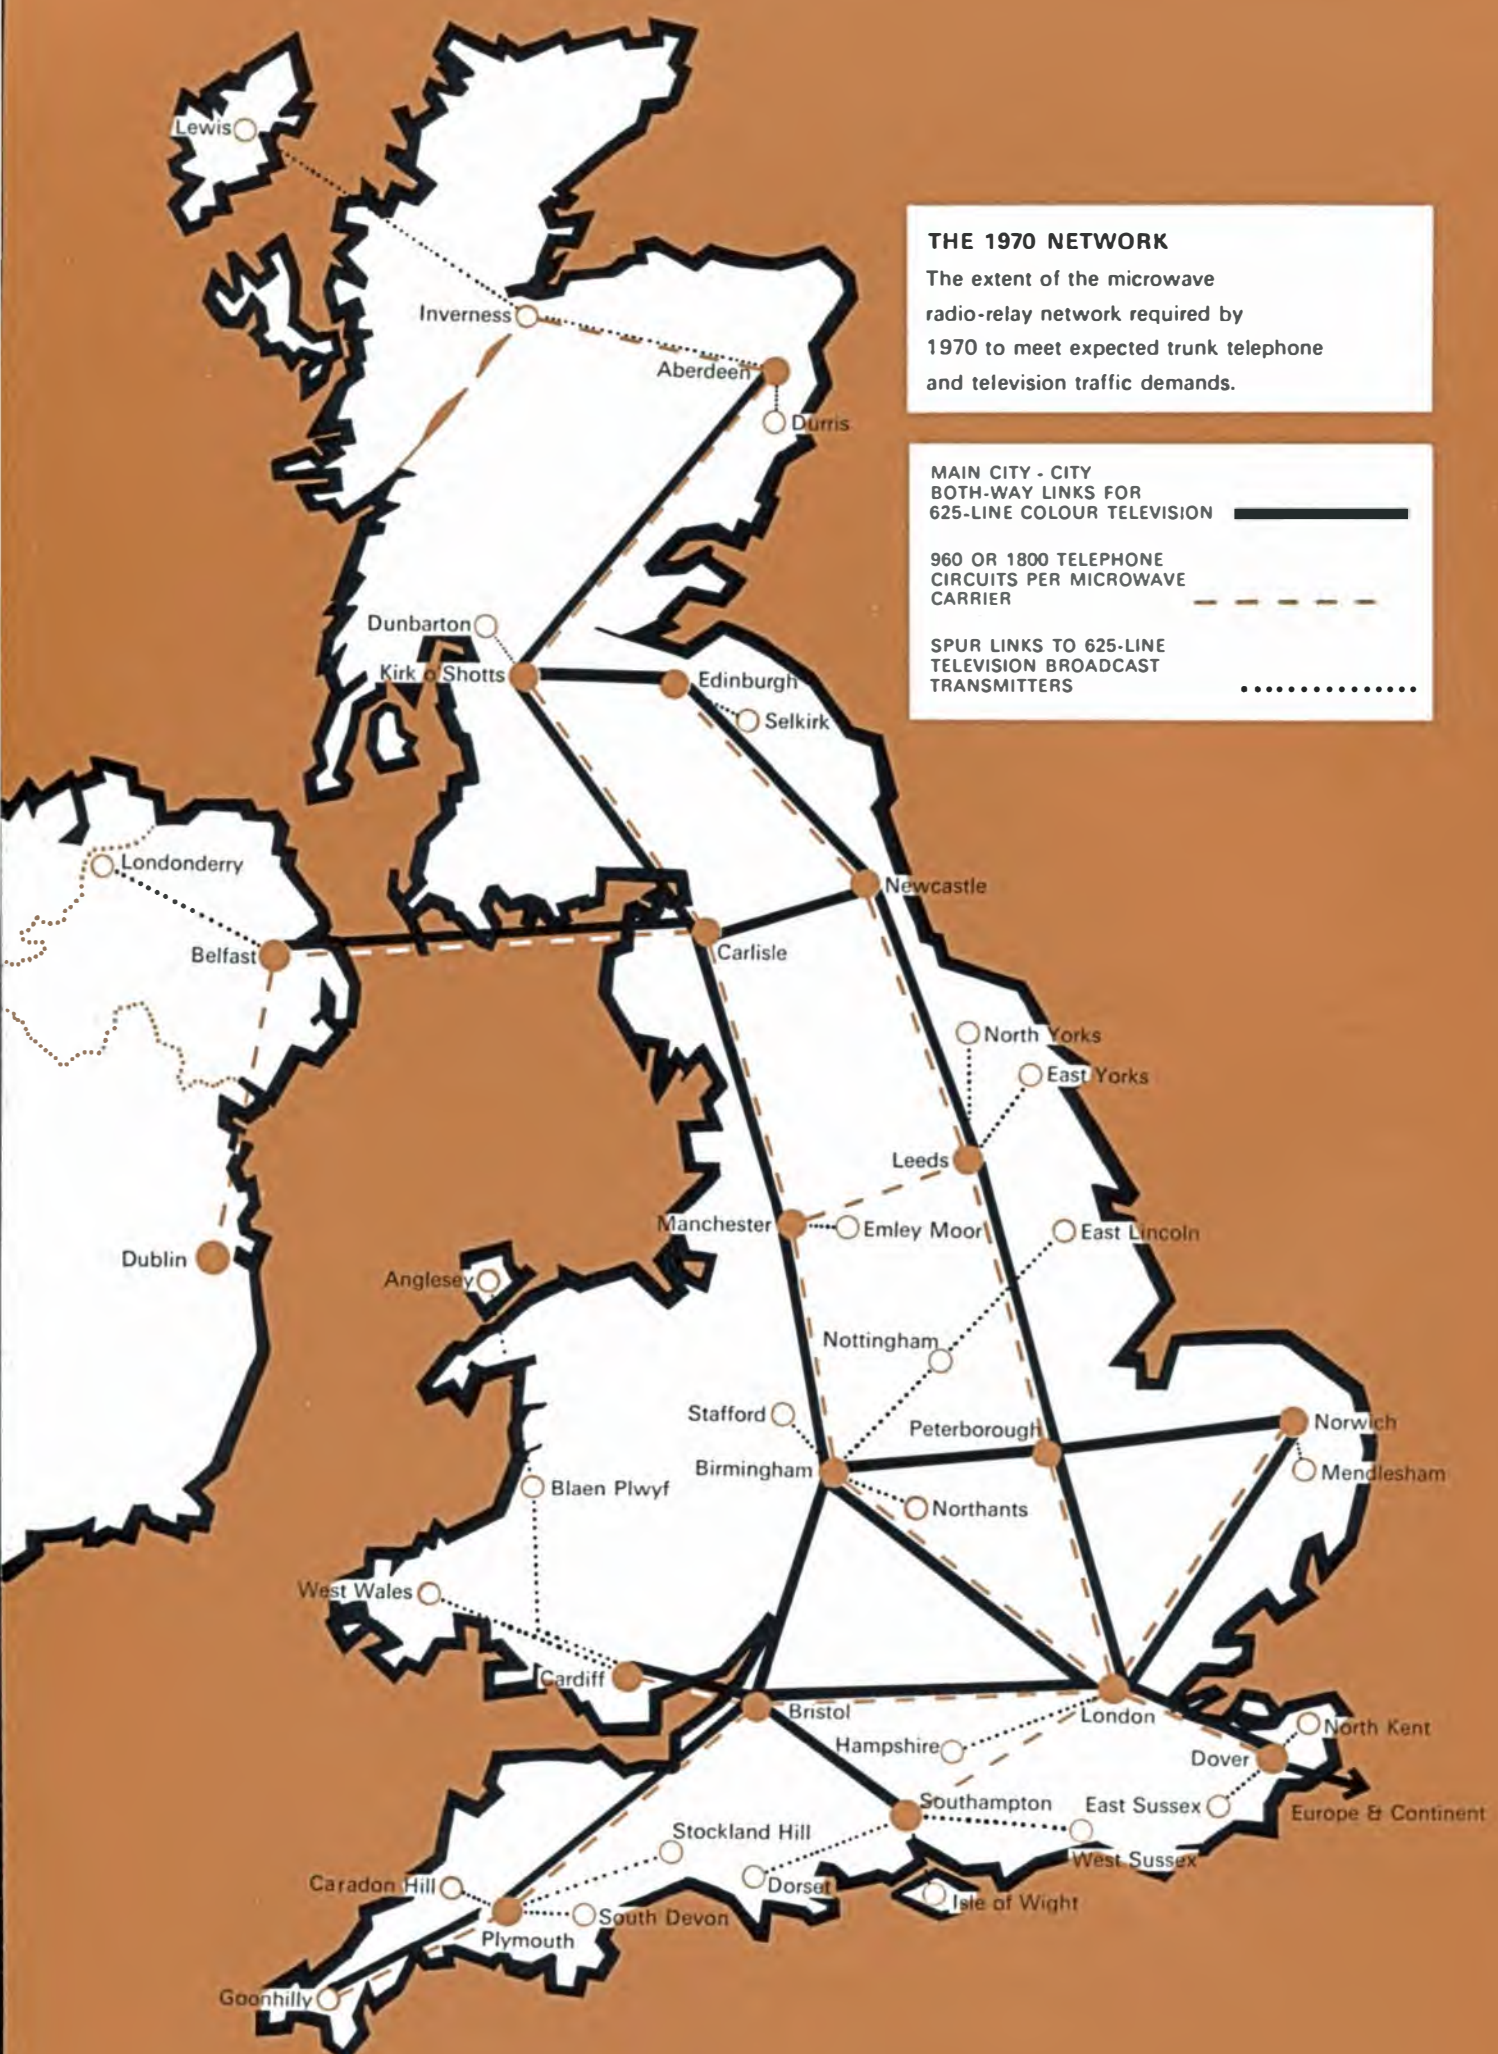 Lewis
THE 1970 NETWORK
The extent of the microwave
radio-relay network required by
1970 to meet expected trunk telephone
and television traffic demands.
Inverness
Aberdeen
Durris
MAIN CITY - CITY
BOTH-WAY LINKS FOR
625-LINE COLOUR TELEVISION
960 OR 1800 TELEPHONE
CIRCUITS PER MICROWAVE
CARRIER
SPUR LINKS TO 625-LINE
TELEVISION BROADCAST
TRANSMITTERS
Dunbarton
Kirk o'Shotts
Edinburgh
Selkirk
Londonderry
Newcastle
Belfast
Carlisle
North Yorks
East Yorks
Leeds
Manchester
Emley Moor
East Lincoln
Dublin
Anglesey
Nottingham
Stafford
Peterborough
Norwich
Birmingham
Mendlesham
Blaen Plwyf
Northants
West Wales
Cardiff
Bristol
London
North Kent
Hampshire
Dover
Southampton
East Sussex
Europe & Continent
Stockland Hill
West Sussex
Caradon Hill
Dorset
Isle of Wight
South Devon
Plymouth
Goonhilly